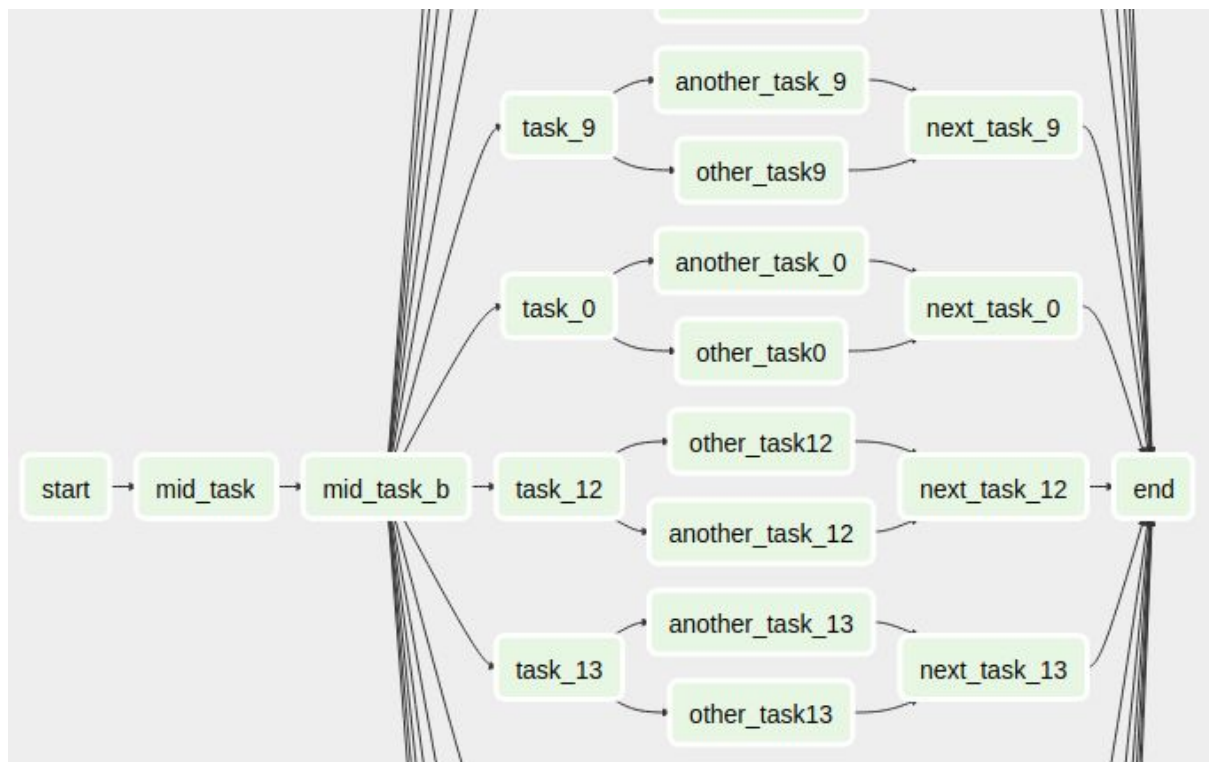 another_task_9
task_9
next_task_9
other_task9
another_task_0
task_0
next_task_0
other_task0
other_task12
start
mid_task
mid_task_b
task_12
next_task_12
end
another_task_12
another_task_13
task_13
next_task_13
other_task13